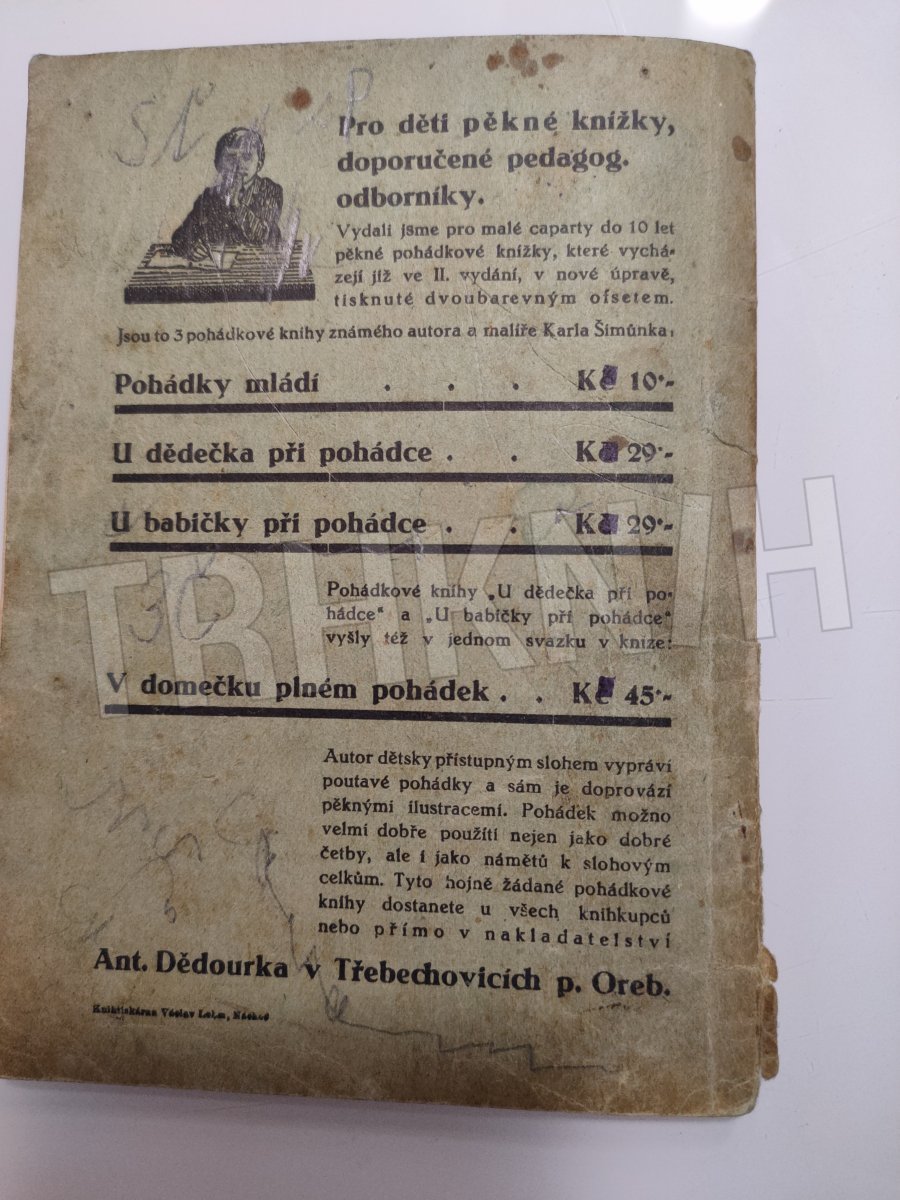 Pro děti pěkné knížky,
doporučené pedagog.
odborníky.
Vydali jsme pro malé caparty do 10 let
pěkné pohádkové knížky, které vychá-
zejí již ve II. vydání, v nové úpravě,
tisknuté dvoubarevným ofsetem.
Jsou to 3 pohádkové knihy známého autora a malíře Karla Šimůnka:
Pohádky mládí . . . Kč 10·-
U dědečka při pohádce . . Kč 29·-
U babičky při pohádce . . Kč 29·-
Pohádkové knihy „U dědečka při po-
hádce“ a „U babičky při pohádce“
vyšly též v jednom svazku v knize:
V domečku plném pohádek . . Kč 45·-
Autor dětsky přístupným slohem vypráví
poutavé pohádky a sám je doprovází
pěknými ilustracemi. Pohádek možno
velmi dobře použíti nejen jako dobré
četby, ale i jako námětů k slohovým
celkům. Tyto hojně žádané pohádkové
knihy dostanete u všech knihkupců
nebo přímo v nakladatelství
Ant. Dědourka v Třebechovicích p. Oreb.
Knihtiskárna Václav Náchod
TRHKNIH